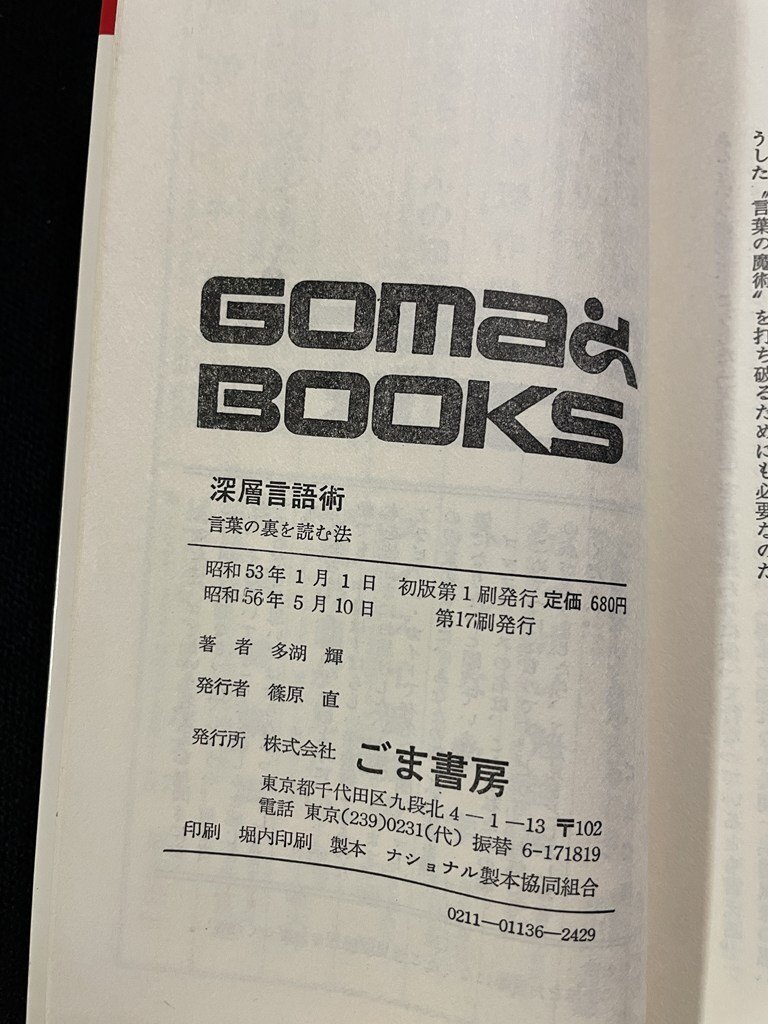 GOMA
BOOKS
深層言語術
言葉の裏を読む法
昭和53年1月1日 初版第1刷発行 定価 680円
昭和56年5月10日 第17刷発行
著者 多湖 輝
発行者 篠原 直
発行所 株式会社 ごま書房
東京都千代田区九段北4―1―13 〒102
電話 東京(239)0231(代) 振替 6-171819
印刷 堀内印刷 製本 ナショナル製本協同組合
0211―01136―2429
うした〝言葉の魔術〟を打ち破るためにも必要なのだ